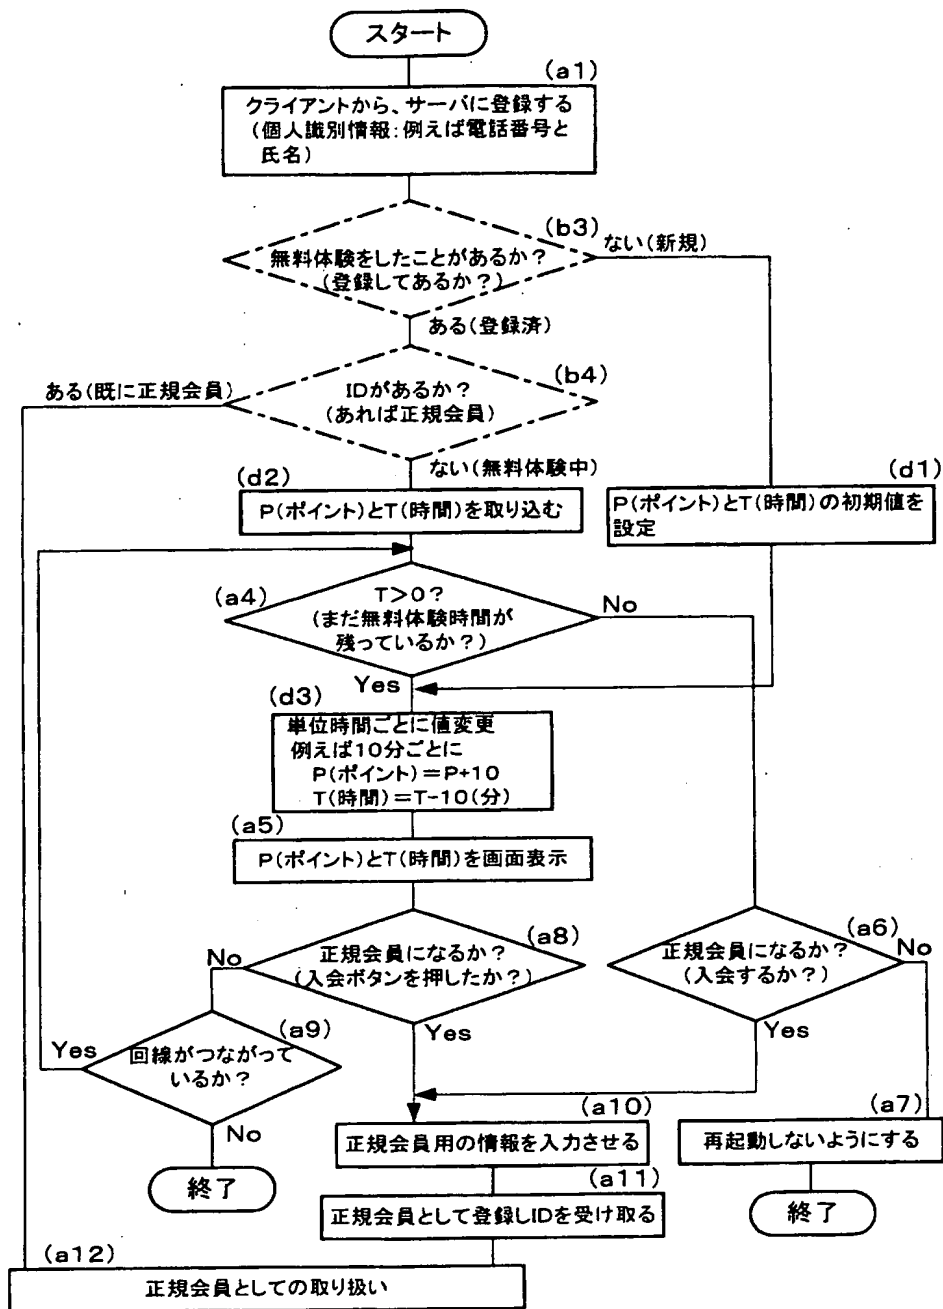 スタート
(a1)
クライアントから、サーバに登録する
(個人識別情報:例えば電話番号と
氏名)
(b3)
ない(新規)
無料体験をしたことがあるか?
(登録してあるか?)
ある(登録済)
(b4)
ある(既に正規会員)
IDがあるか?
(あれば正規会員)
ない(無料体験中)
(d2)
(d1)
P(ポイント)とT(時間)を取り込む
P(ポイント)とT(時間)の初期値を
設定
(a4)
T>0?
(まだ無料体験時間が
残っているか?)
No
Yes
(d3)
単位時間ごとに値変更
例えば10分ごとに
P(ポイント)=P+10
T(時間)=T-10(分)
(a5)
P(ポイント)とT(時間)を画面表示
(a8)
正規会員になるか?
(入会ボタンを押したか?)
No
Yes
(a6)
正規会員になるか?
(入会するか?)
No
Yes
(a9)
回線がつながって
いるか?
Yes
No
終了
(a10)
正規会員用の情報を入力させる
(a7)
再起動しないようにする
終了
(a11)
正規会員として登録しIDを受け取る
(a12)
正規会員としての取り扱い